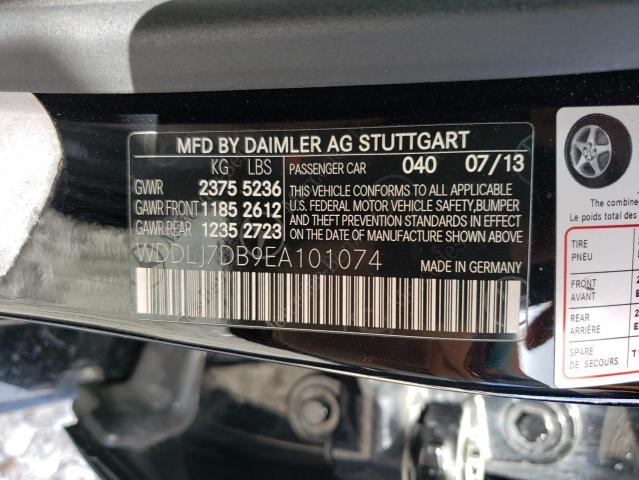 MFD BY DAIMLER AG STUTTGART
KG LBS
GVWR 2375 5236
GAWR FRONT 1185 2612
GAWR REAR 1235 2723
PASSENGER CAR 040 07/13
THIS VEHICLE CONFORMS TO ALL APPLICABLE
U.S. FEDERAL MOTOR VEHICLE SAFETY, BUMPER
AND THEFT PREVENTION STANDARDS IN EFFECT
ON DATE OF MANUFACTURE SHOWN ABOVE
WDDLJ7DB9EA101074
MADE IN GERMANY
The combine
Le poids total des
TIRE
PNEU
FRONT
AVANT
REAR
ARRIÈRE
SPARE
DE SECOURS